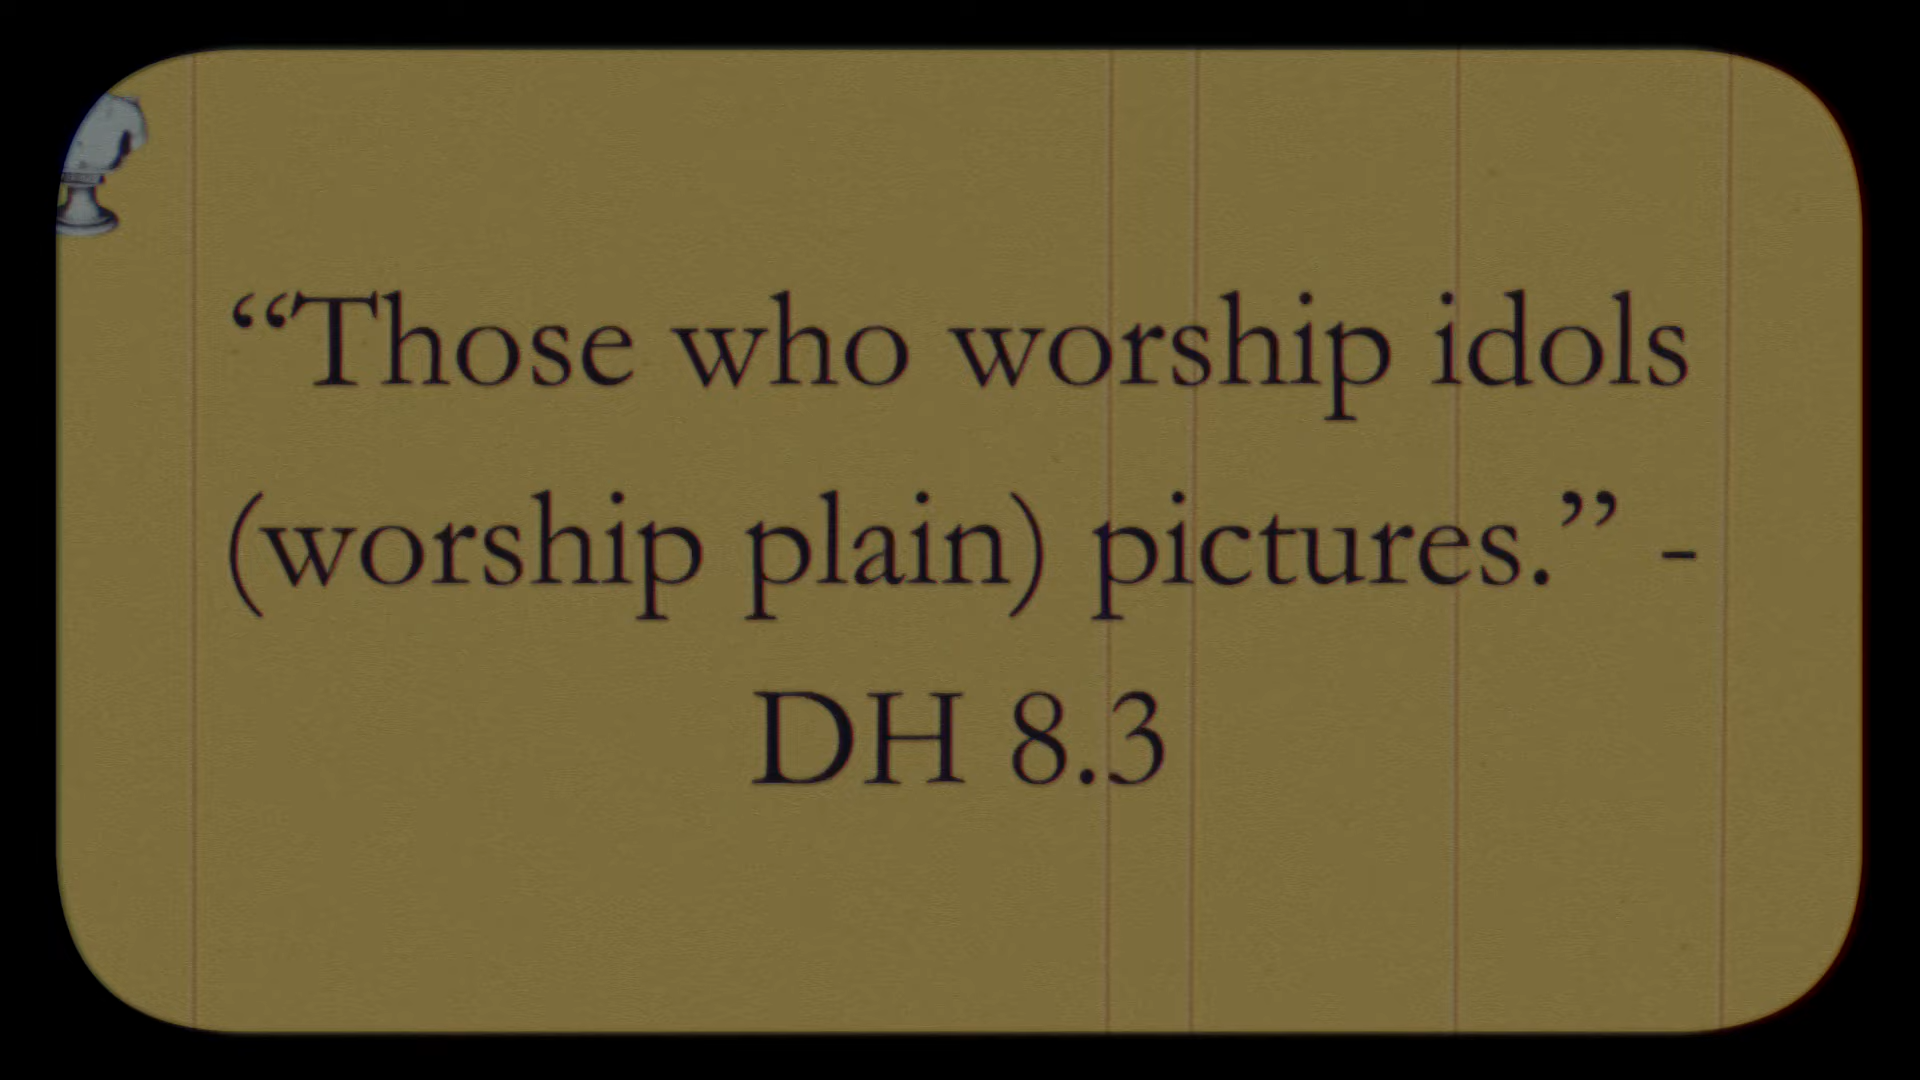 “Those who worship idols
(worship plain) pictures.” -
DH 8.3